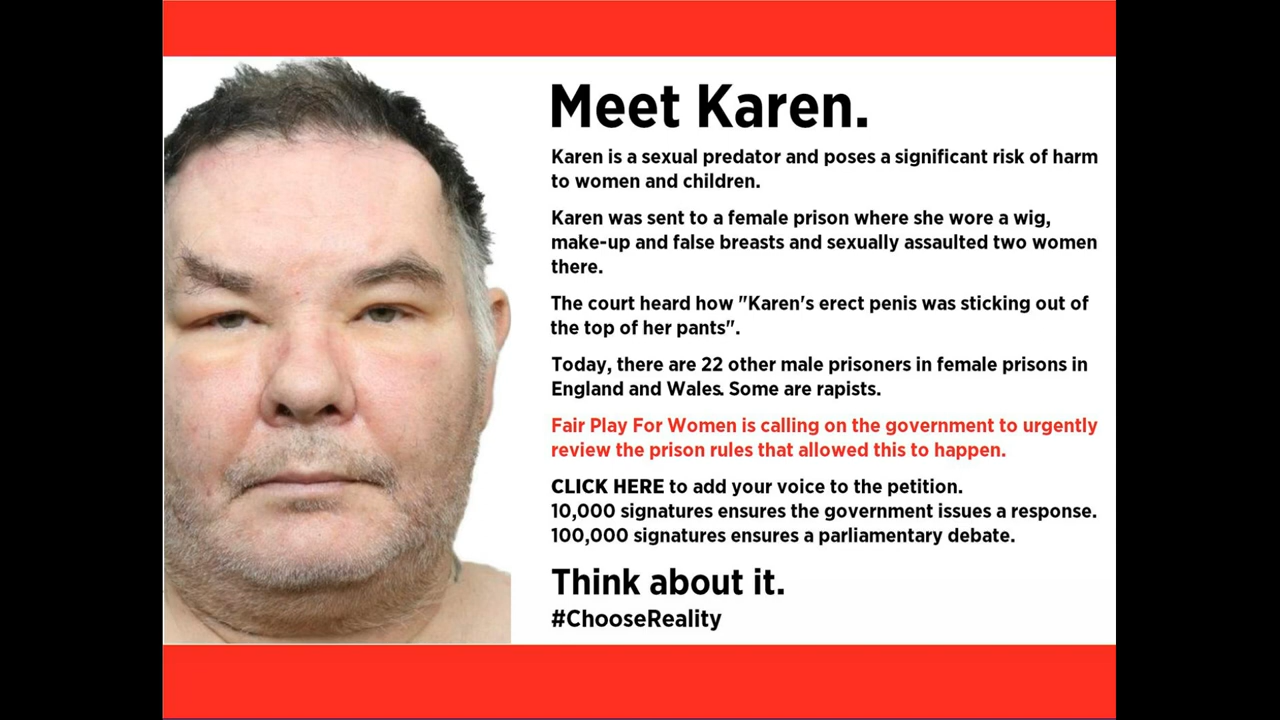 Meet Karen.
Karen is a sexual predator and poses a significant risk of harm
to women and children.
Karen was sent to a female prison where she wore a wig,
make-up and false breasts and sexually assaulted two women
there.
The court heard how "Karen's erect penis was sticking out of
the top of her pants".
Today, there are 22 other male prisoners in female prisons in
England and Wales. Some are rapists.
Fair Play For Women is calling on the government to urgently
review the prison rules that allowed this to happen.
CLICK HERE to add your voice to the petition.
10,000 signatures ensures the government issues a response.
100,000 signatures ensures a parliamentary debate.
Think about it.
#ChooseReality